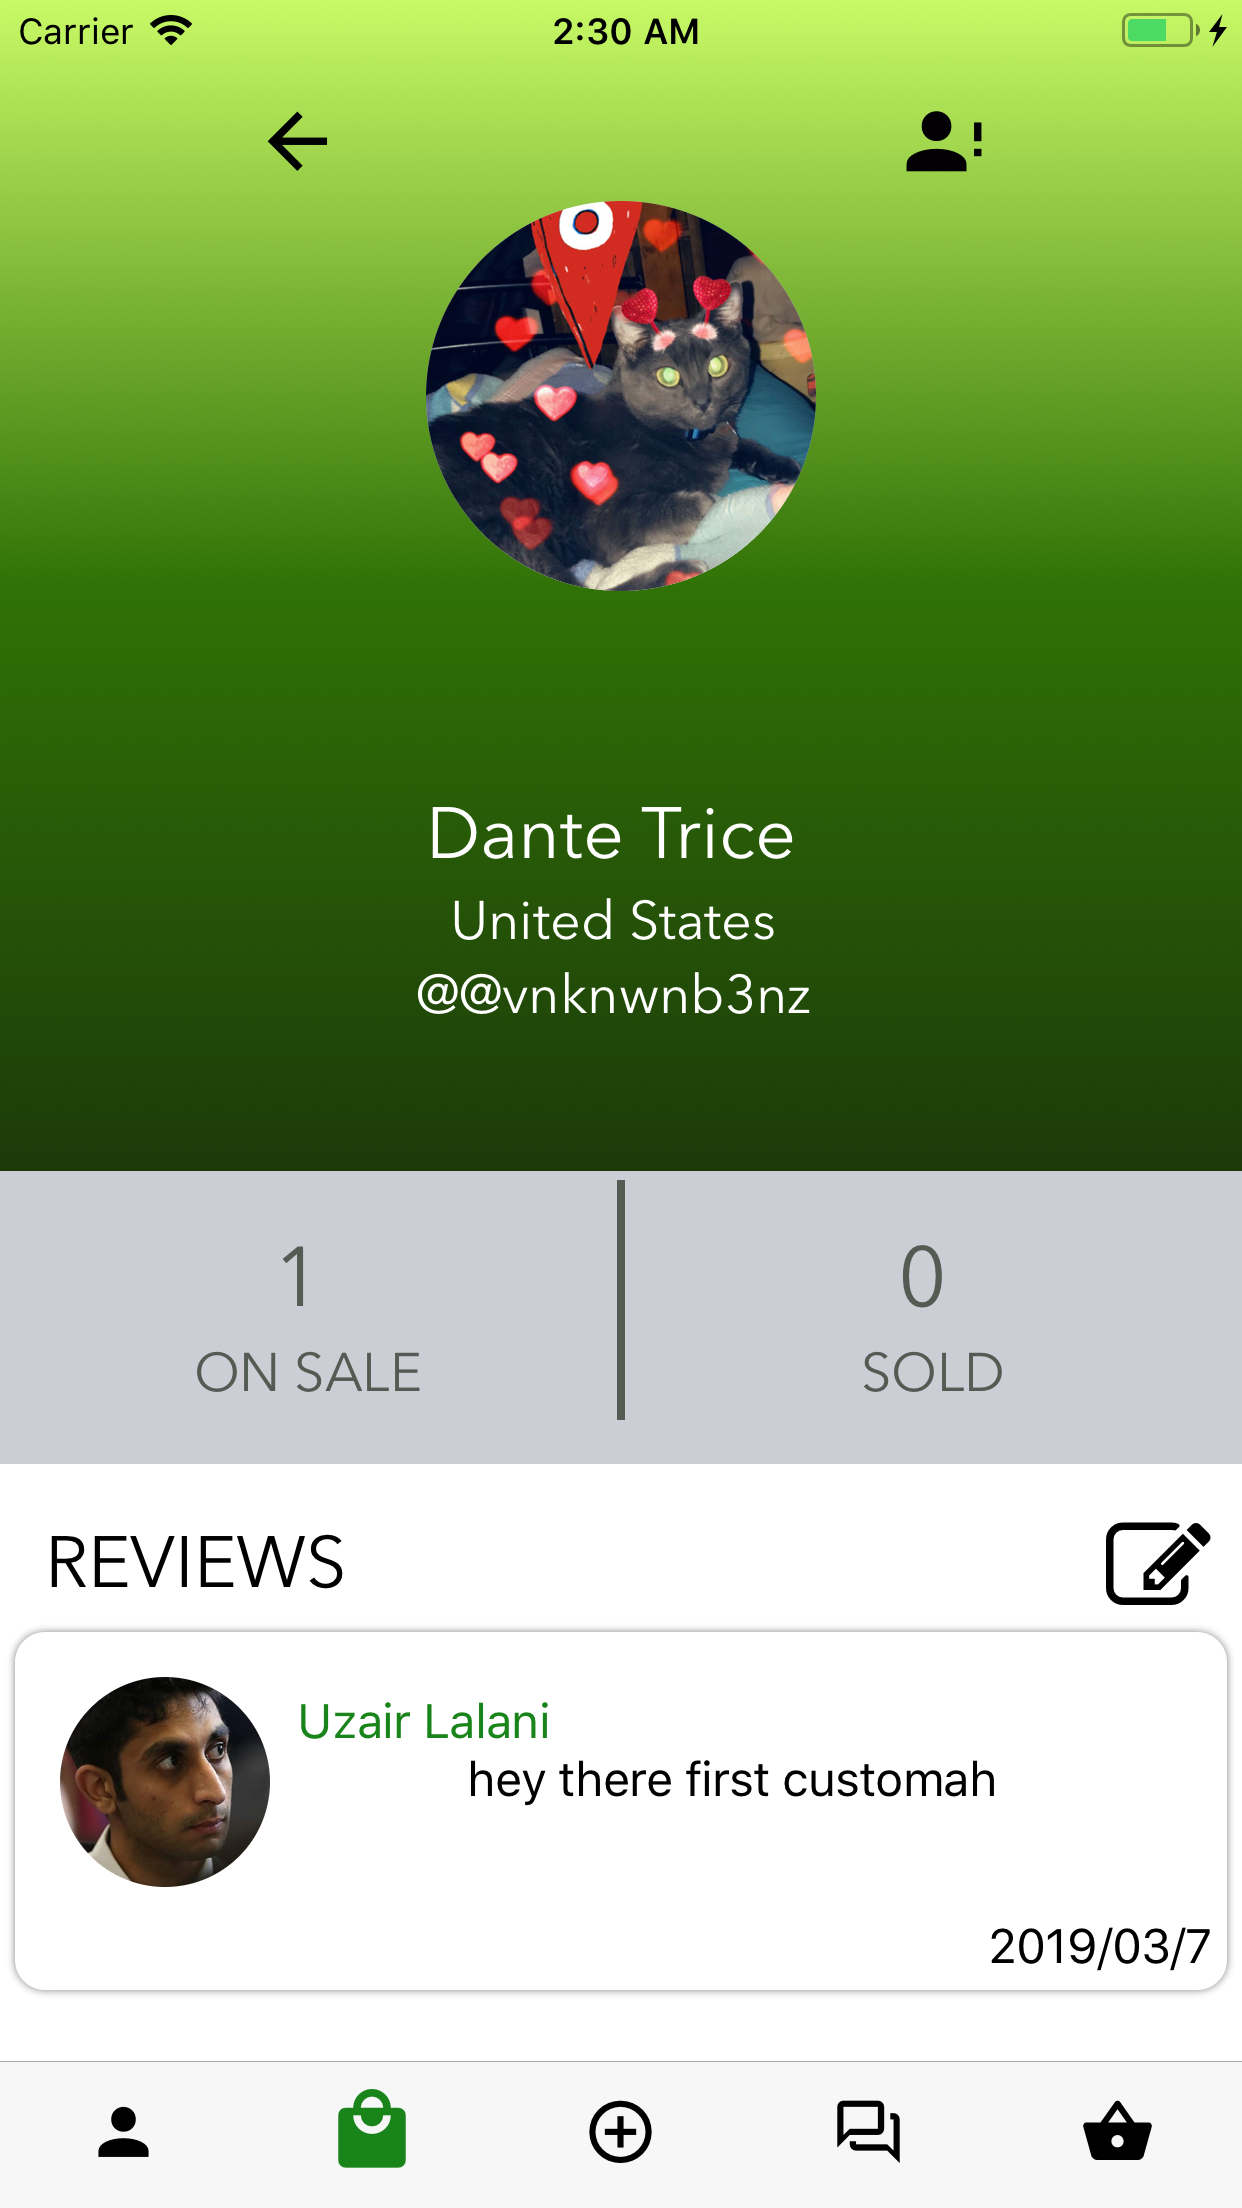 Carrier 2:30 AM
Dante Trice
United States
@@vnknwnb3nz
1 0
ON SALE SOLD
REVIEWS
Uzair Lalani
hey there first customah
2019/03/7